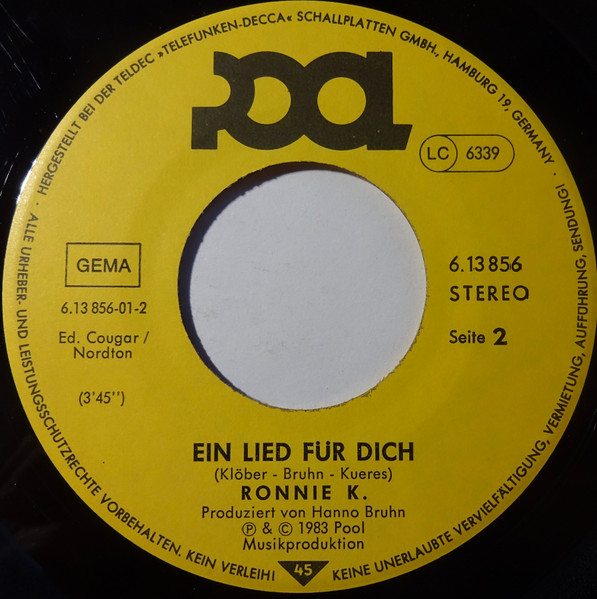 HERGESTELLT BEI DER TELDEC »TELEFUNKEN-DECCA« SCHALLPLATTEN GMBH., HAMBURG 19, GERMANY ·
POOL
LC 6339
GEMA
6.13 856-01-2
Ed. Cougar /
Nordton
(3'45'')
6.13 856
STEREO
Seite 2
EIN LIED FÜR DICH
(Klöber - Bruhn - Kueres)
RONNIE K.
Produziert von Hanno Bruhn
Ⓟ & © 1983 Pool
Musikproduktion
· ALLE URHEBER- UND LEISTUNGSSCHUTZRECHTE VORBEHALTEN. KEIN VERLEIH!
45
KEINE UNERLAUBTE VERVIELFÄLTIGUNG, VERMIETUNG, AUFFÜHRUNG, SENDUNG!